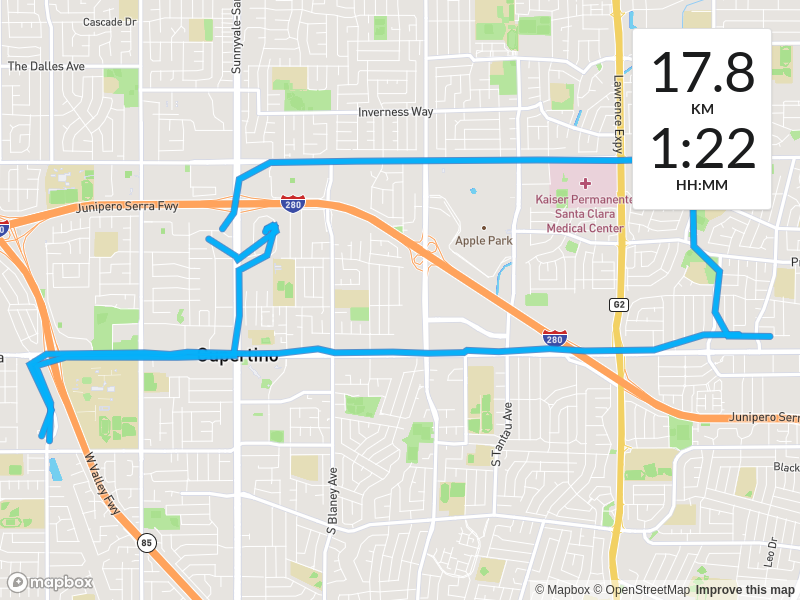 Cascade Dr
The Dalles Ave
Sunnyvale-Sa
Inverness Way
Lawrence Expy
17.8
KM
1:22
HH:MM
Junipero Serra Fwy
280
Kaiser Permanente
Santa Clara
Medical Center
Apple Park
280
G2
Cupertino
Junipero Serra
S Tantau Ave
W Valley Fwy
S Blaney Ave
Black
85
Leo Dr
mapbox
© Mapbox © OpenStreetMap Improve this map